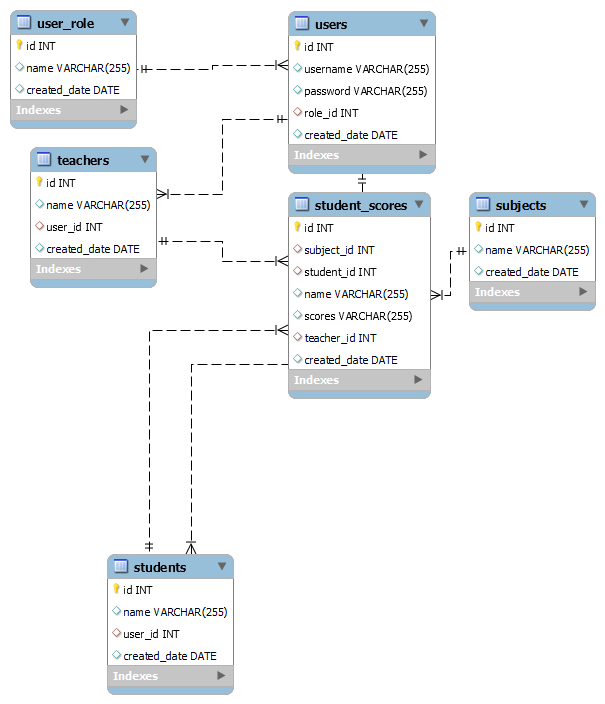 user_role
id INT
name VARCHAR(255)
created_date DATE
Indexes
users
id INT
username VARCHAR(255)
password VARCHAR(255)
role_id INT
created_date DATE
Indexes
teachers
id INT
name VARCHAR(255)
user_id INT
created_date DATE
Indexes
student_scores
id INT
subject_id INT
student_id INT
name VARCHAR(255)
scores VARCHAR(255)
teacher_id INT
created_date DATE
Indexes
subjects
id INT
name VARCHAR(255)
created_date DATE
Indexes
students
id INT
name VARCHAR(255)
user_id INT
created_date DATE
Indexes